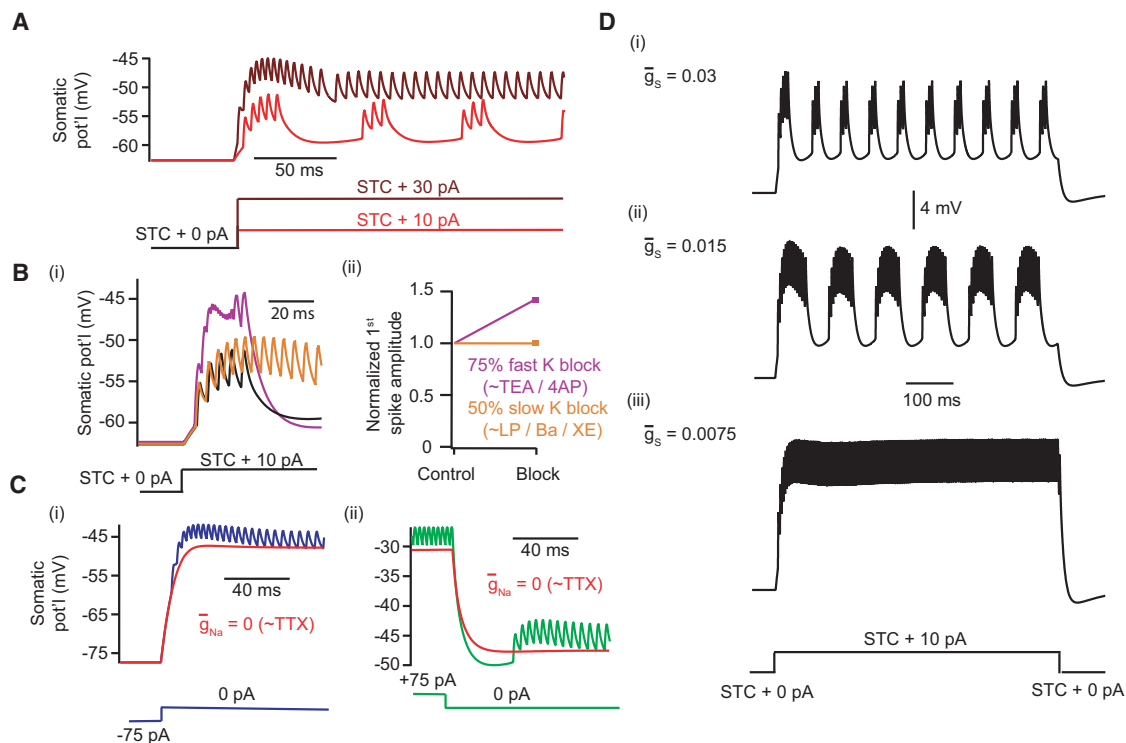 A
Somatic
pot'l (mV)
-45
-50
-55
-60
50 ms
STC + 30 pA
STC + 10 pA
STC + 0 pA
B
(i)
Somatic pot'l (mV)
-45
-50
-55
-60
20 ms
STC + 10 pA
STC + 0 pA
(ii)
Normalized 1st
spike amplitude
1.5
1.0
0.5
0
75% fast K block
(~TEA / 4AP)
50% slow K block
(~LP / Ba / XE)
Control
Block
C
(i)
Somatic
pot'l (mV)
-45
-55
-65
-75
40 ms
g̅Na = 0 (~TTX)
0 pA
-75 pA
(ii)
-30
-35
-40
-45
-50
40 ms
g̅Na = 0 (~TTX)
+75 pA
0 pA
D
(i)
g̅S = 0.03
4 mV
(ii)
g̅S = 0.015
100 ms
(iii)
g̅S = 0.0075
STC + 10 pA
STC + 0 pA
STC + 0 pA